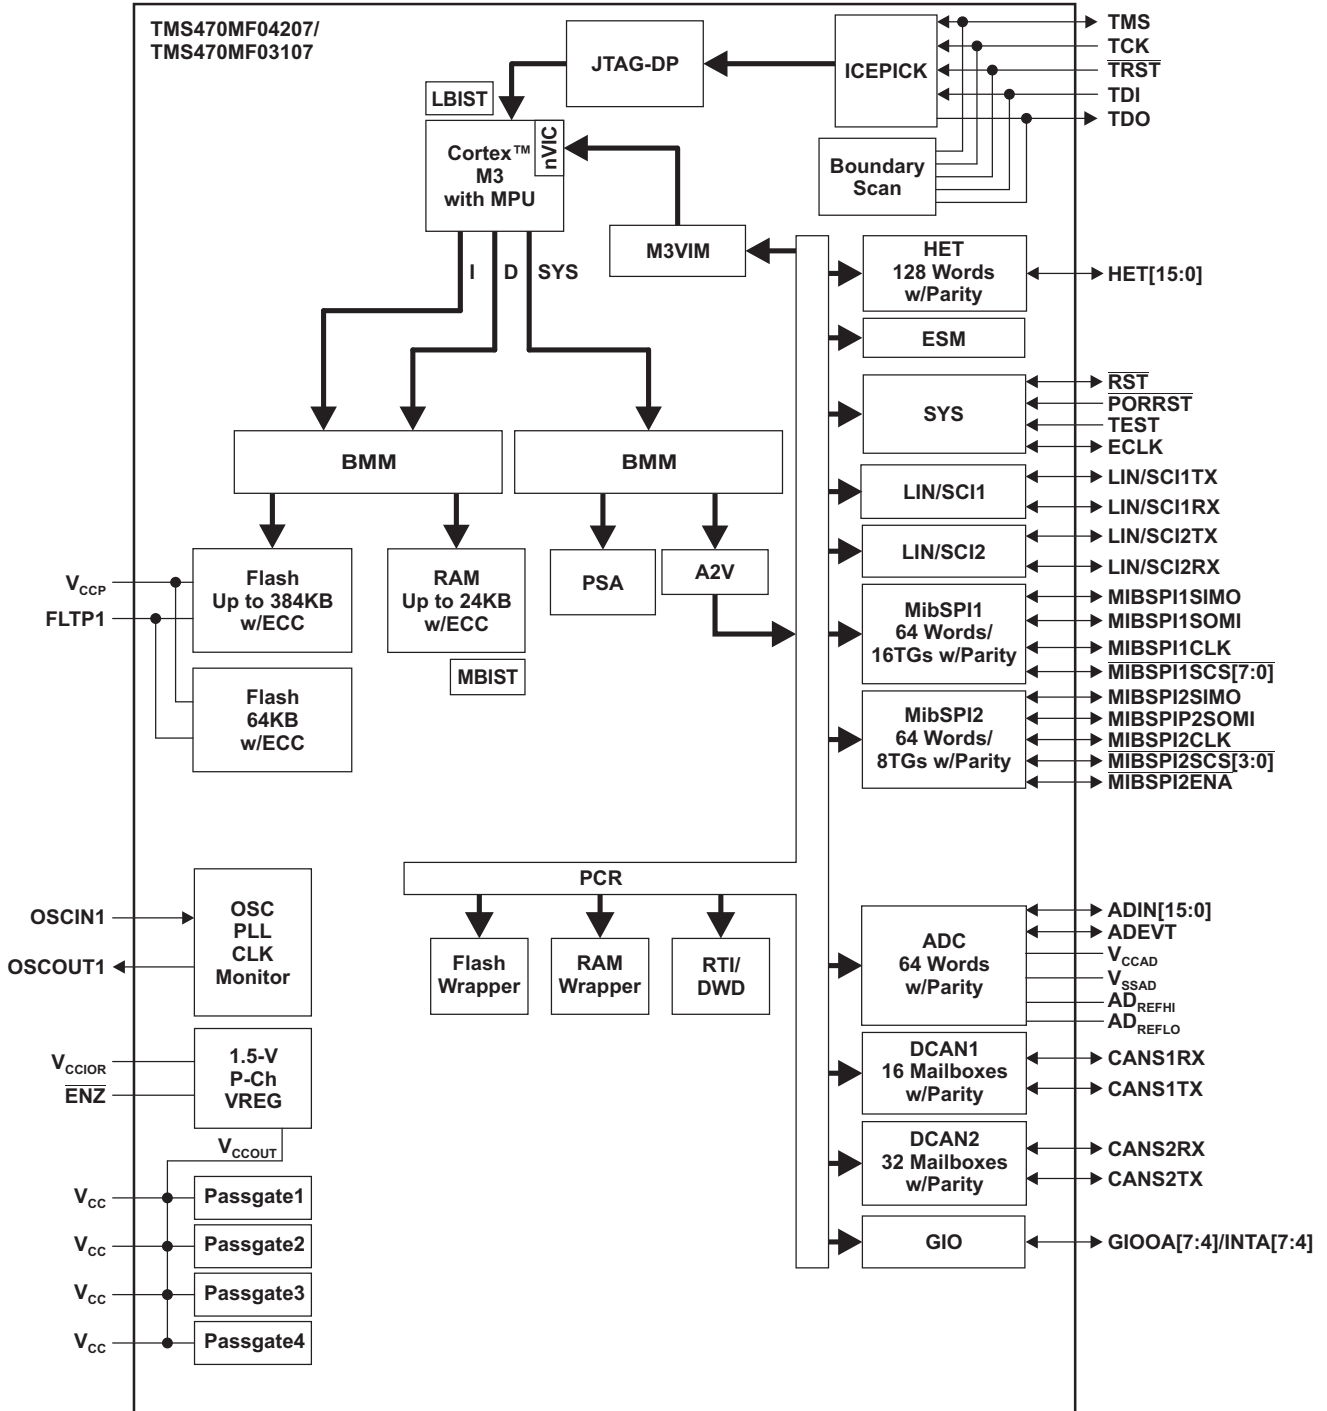 TMS470MF04207/
TMS470MF03107
JTAG-DP
ICEPICK
TMS
TCK
TRST
TDI
TDO
LBIST
Cortex™
M3
with MPU
nVIC
Boundary
Scan
M3VIM
I
D
SYS
HET
128 Words
w/Parity
HET[15:0]
ESM
SYS
RST
PORRST
TEST
ECLK
BMM
BMM
LIN/SCI1
LIN/SCI1TX
LIN/SCI1RX
LIN/SCI2
LIN/SCI2TX
LIN/SCI2RX
VCCP
FLTP1
Flash
Up to 384KB
w/ECC
RAM
Up to 24KB
w/ECC
PSA
A2V
MBIST
Flash
64KB
w/ECC
MibSPI1
64 Words/
16TGs w/Parity
MIBSPI1SIMO
MIBSPI1SOMI
MIBSPI1CLK
MIBSPI1SCS[7:0]
MibSPI2
64 Words/
8TGs w/Parity
MIBSPI2SIMO
MIBSPIP2SOMI
MIBSPI2CLK
MIBSPI2SCS[3:0]
MIBSPI2ENA
PCR
OSCIN1
OSCOUT1
OSC
PLL
CLK
Monitor
Flash
Wrapper
RAM
Wrapper
RTI/
DWD
ADC
64 Words
w/Parity
ADIN[15:0]
ADEVT
VCCAD
VSSAD
ADREFHI
ADREFLO
VCCIOR
ENZ
1.5-V
P-Ch
VREG
VCCOUT
DCAN1
16 Mailboxes
w/Parity
CANS1RX
CANS1TX
DCAN2
32 Mailboxes
w/Parity
CANS2RX
CANS2TX
VCC
Passgate1
VCC
Passgate2
VCC
Passgate3
VCC
Passgate4
GIO
GIOOA[7:4]/INTA[7:4]